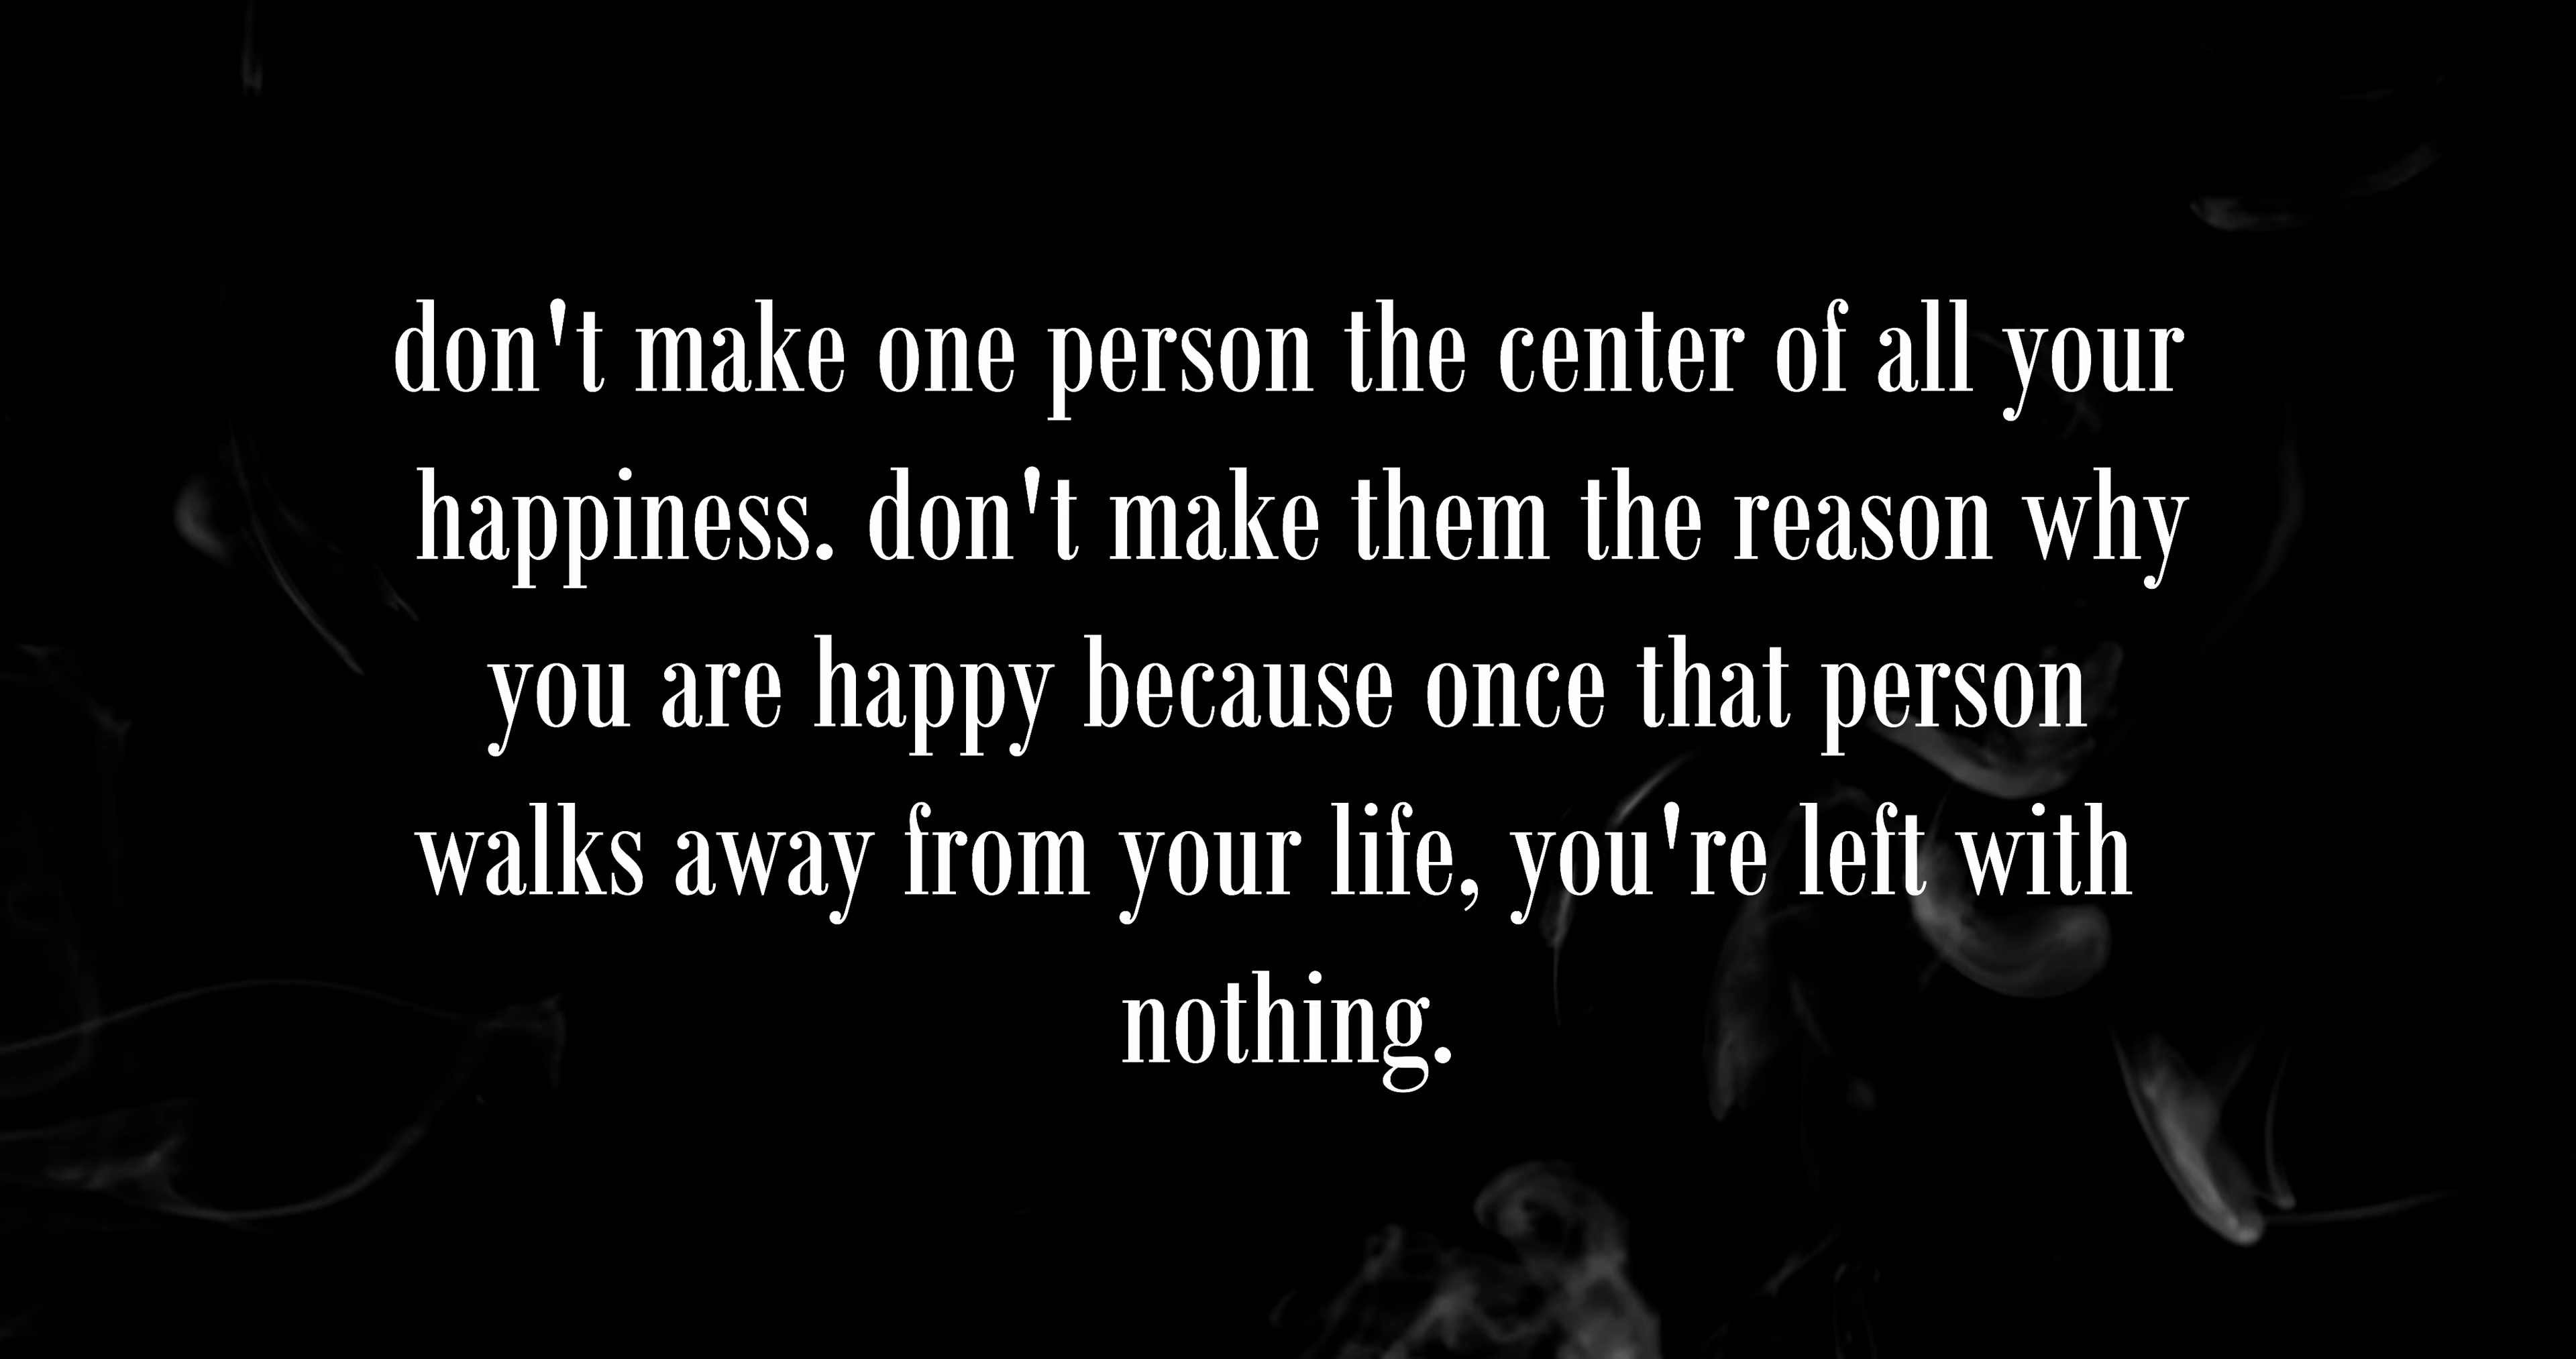 don't make one person the center of all your
happiness. don't make them the reason why
you are happy because once that person
walks away from your life, you're left with
nothing.